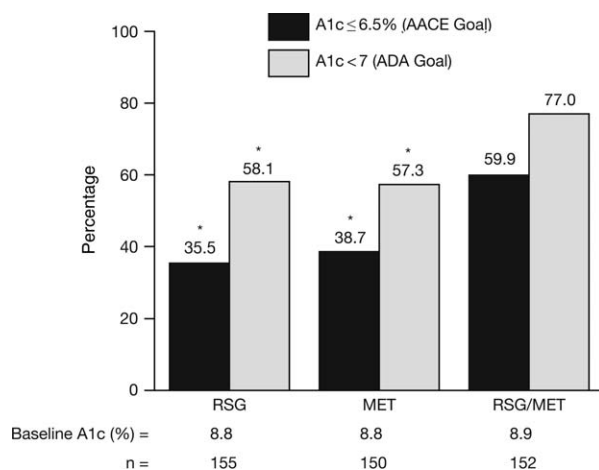 A1c ≤ 6.5% (AACE Goal)
A1c < 7 (ADA Goal)
Percentage
100
80
60
40
20
0
*
35.5
*
58.1
*
38.7
*
57.3
59.9
77.0
RSG MET RSG/MET
Baseline A1c (%) = 8.8 8.8 8.9
n = 155 150 152